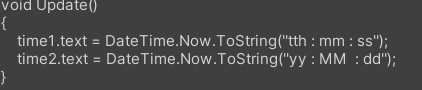 void Update()
{
time1.text = DateTime.Now.ToString("tth : mm : ss");
time2.text = DateTime.Now.ToString("yy : MM  : dd");
}